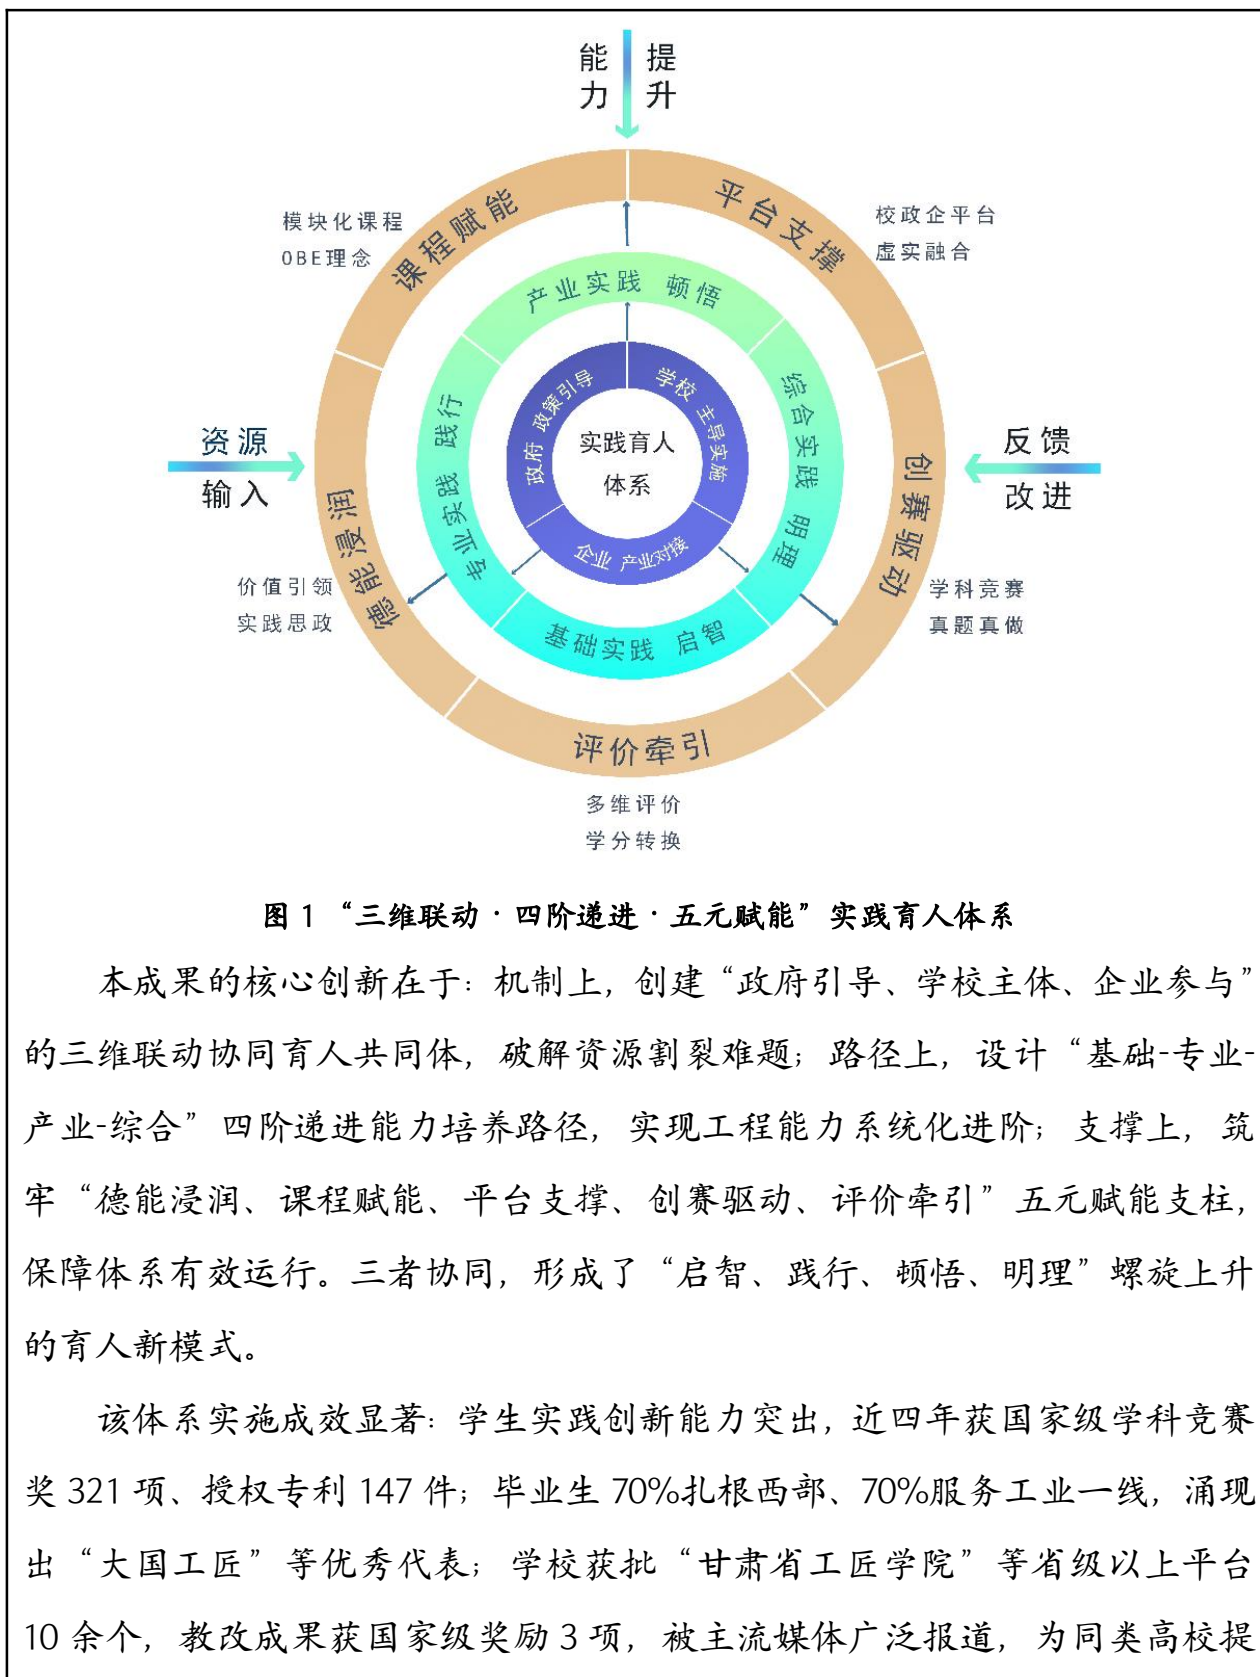 能 提
力 升
课程赋能
平台支撑
模块化课程
OBE理念
校政企平台
虚实融合
产业实践 顿悟
专业实践 践行
综合实践 明理
政府 政策引导
学校 主导实施
实践育人
体系
企业 产业对接
资源
输入
反馈
改进
德能浸润
创赛驱动
价值引领
实践思政
学科竞赛
真题真做
基础实践 启智
评价牵引
多维评价
学分转换
图 1 “三维联动·四阶递进·五元赋能”实践育人体系
本成果的核心创新在于：机制上，创建“政府引导、学校主体、企业参与”
的三维联动协同育人共同体，破解资源割裂难题；路径上，设计“基础-专业-
产业-综合”四阶递进能力培养路径，实现工程能力系统化进阶；支撑上，筑
牢“德能浸润、课程赋能、平台支撑、创赛驱动、评价牵引”五元赋能支柱，
保障体系有效运行。三者协同，形成了“启智、践行、顿悟、明理”螺旋上升
的育人新模式。
该体系实施成效显著：学生实践创新能力突出，近四年获国家级学科竞赛
奖 321 项、授权专利 147 件；毕业生 70%扎根西部、70%服务工业一线，涌现
出“大国工匠”等优秀代表；学校获批“甘肃省工匠学院”等省级以上平台
10 余个，教改成果获国家级奖励 3 项，被主流媒体广泛报道，为同类高校提